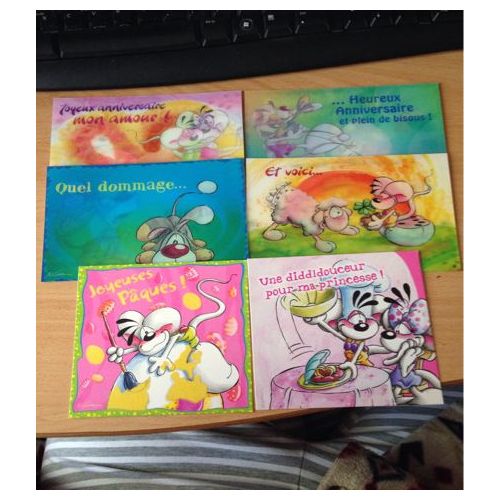 Joyeux anniversaire
mon amour !
... Heureux
Anniversaire
et plein de bisous !
Quel dommage...
Et voici...
Joyeuses
Pâques !
Une diddldouceur
pour ma princesse !